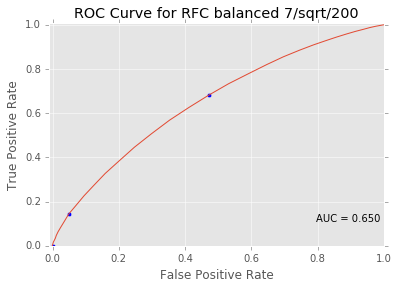 ROC Curve for RFC balanced 7/sqrt/200
True Positive Rate
1.0
0.8
0.6
0.4
0.2
0.0
AUC = 0.650
0.0 0.2 0.4 0.6 0.8 1.0
False Positive Rate